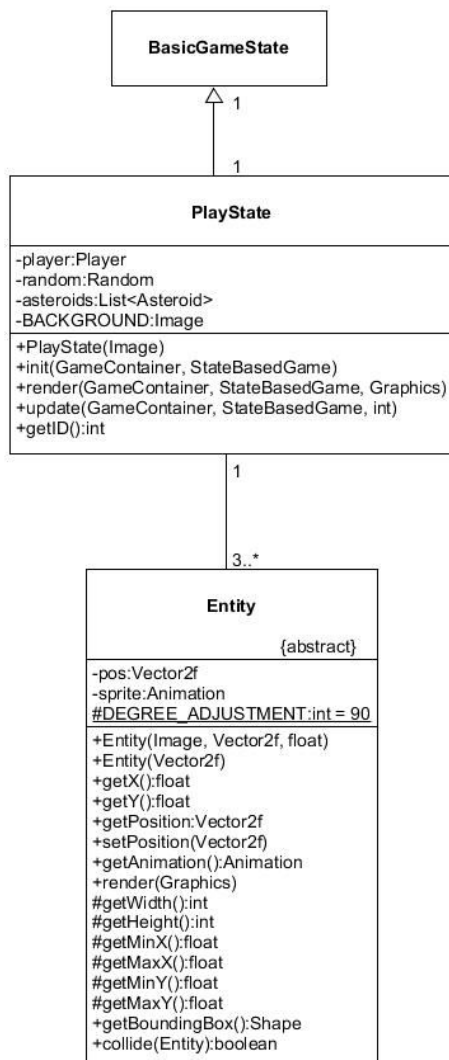 BasicGameState
1
1
PlayState
-player:Player
-random:Random
-asteroids:List<Asteroid>
-BACKGROUND:Image
+PlayState(Image)
+init(GameContainer, StateBasedGame)
+render(GameContainer, StateBasedGame, Graphics)
+update(GameContainer, StateBasedGame, int)
+getID():int
1
3..*
Entity
{abstract}
-pos:Vector2f
-sprite:Animation
#DEGREE_ADJUSTMENT:int = 90
+Entity(Image, Vector2f, float)
+Entity(Vector2f)
+getX():float
+getY():float
+getPosition:Vector2f
+setPosition(Vector2f)
+getAnimation():Animation
+render(Graphics)
#getWidth():int
#getHeight():int
#getMinX():float
#getMaxX():float
#getMinY():float
#getMaxY():float
+getBoundingBox():Shape
+collide(Entity):boolean